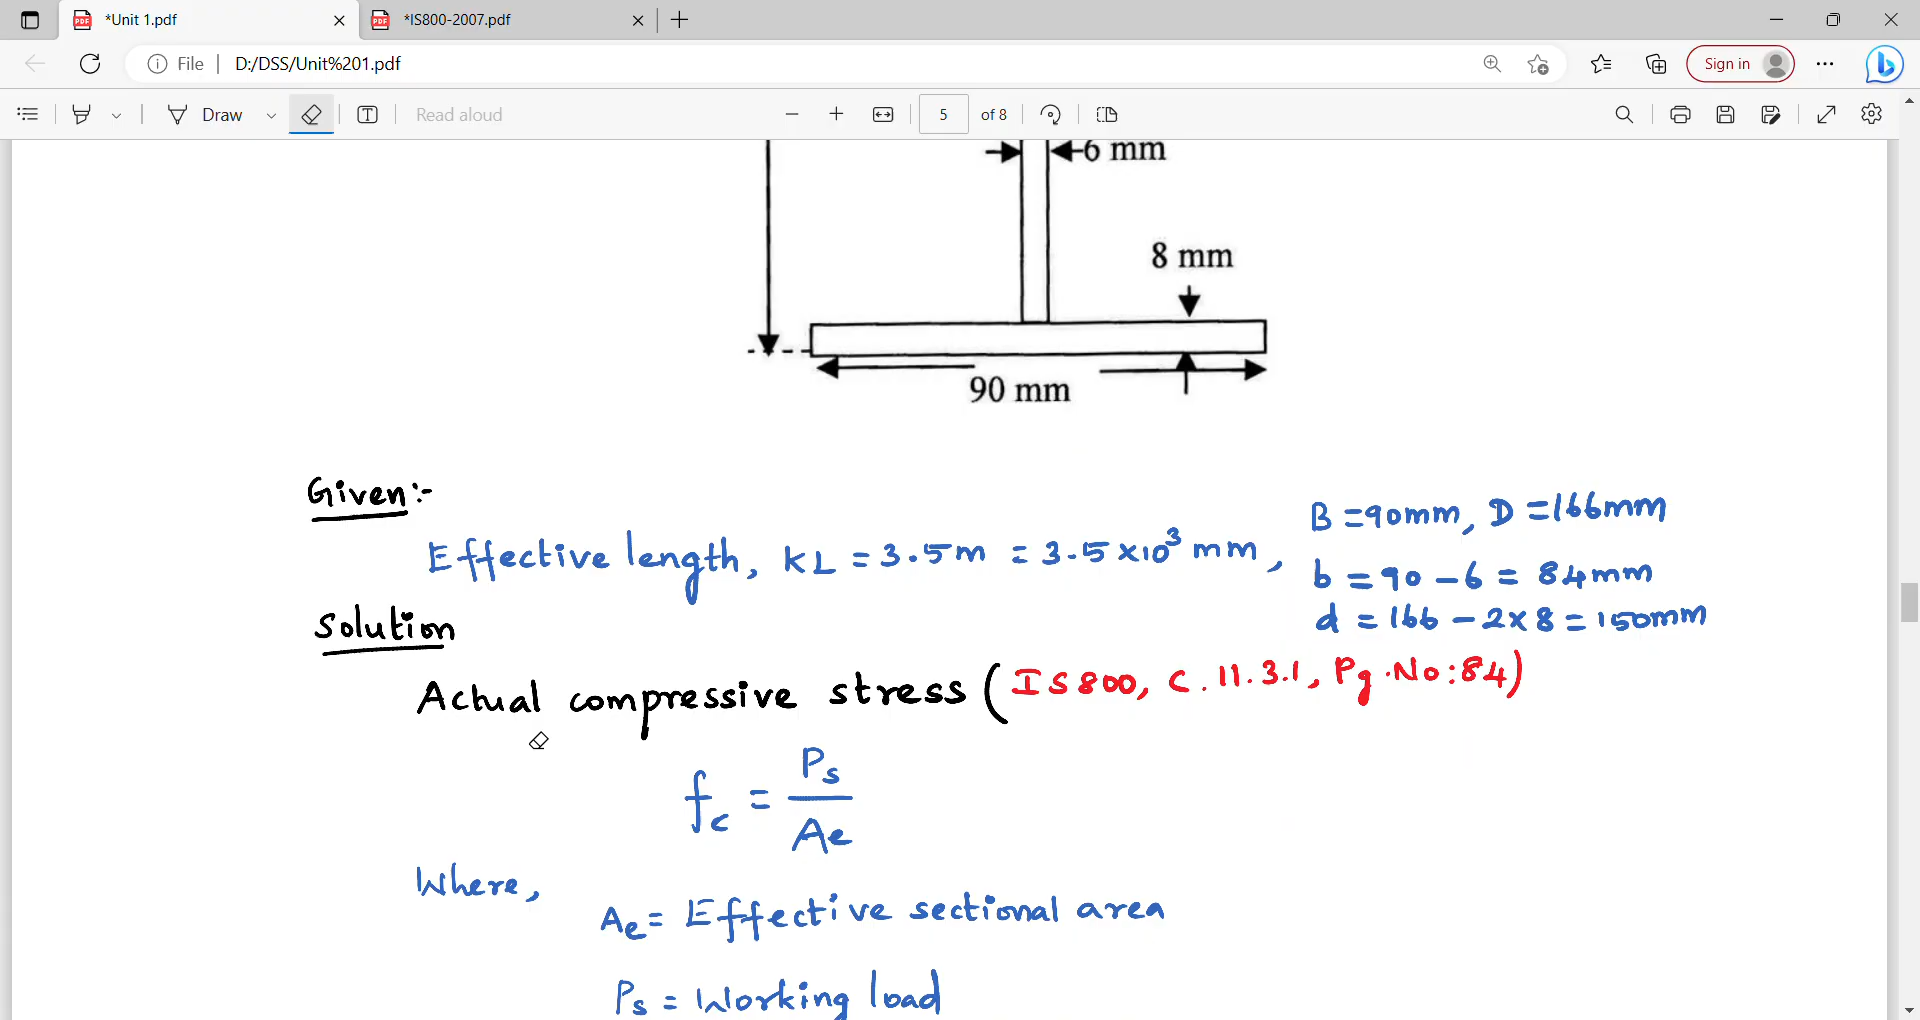 *Unit 1.pdf
*IS800-2007.pdf
File
D:/DSS/Unit%201.pdf
Sign in
Draw
Read aloud
5 of 8
6 mm
8 mm
90 mm
Given:-
Effective length, KL = 3.5m = 3.5×10³ mm,
B = 90mm, D = 166mm
b = 90 - 6 = 84mm
d = 166 - 2×8 = 150mm
Solution
Actual compressive stress (IS800, C. 11.3.1, Pg.No:84)
fc = Ps / Ae
Where,
Ae = Effective sectional area
Ps = Working load